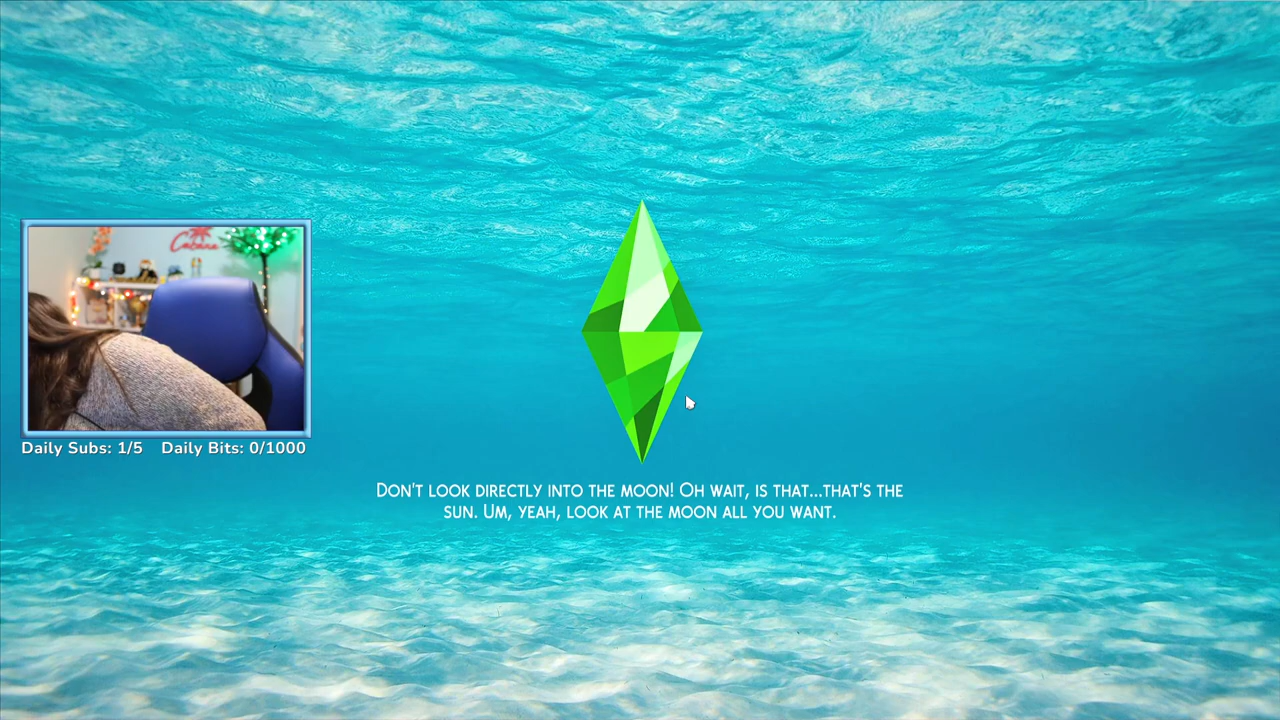 Cabana
Daily Subs: 1/5 Daily Bits: 0/1000
Don't look directly into the moon! Oh wait, is that...that's the
sun. Um, yeah, look at the moon all you want.